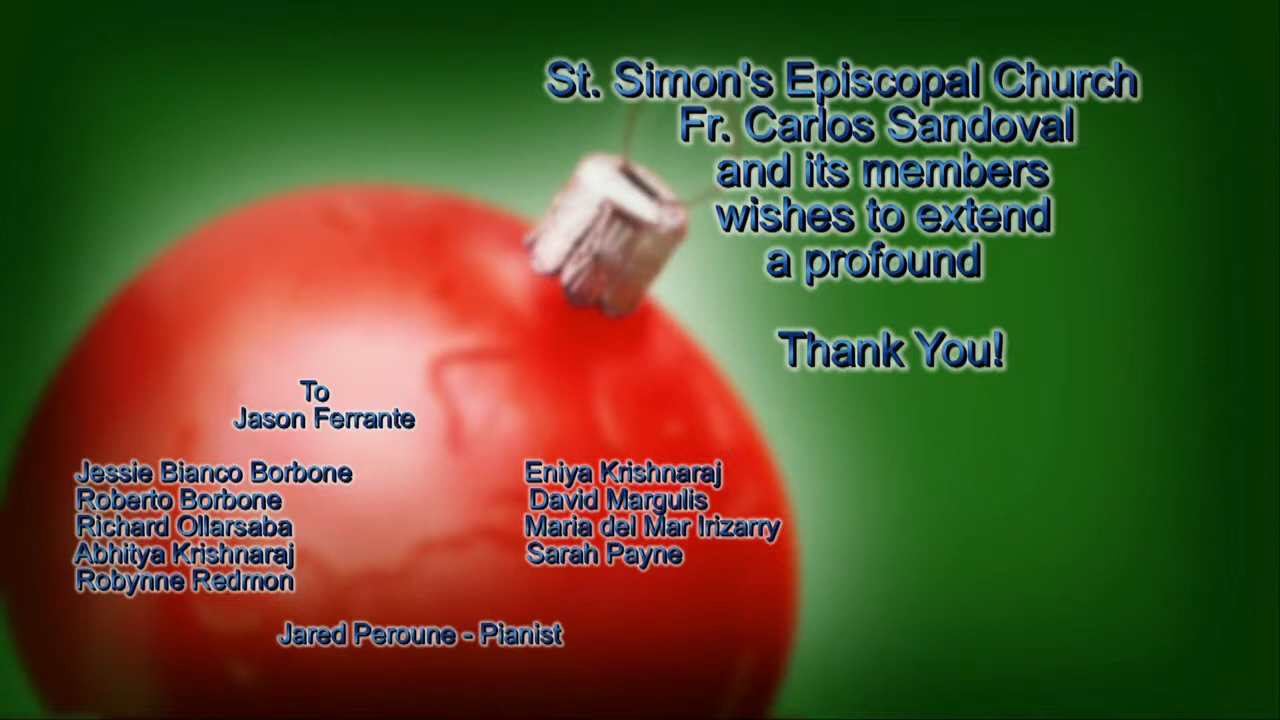 St. Simon's Episcopal Church
Fr. Carlos Sandoval
and its members
wishes to extend
a profound
Thank You!
To
Jason Ferrante
Jessie Bianco Borbone
Roberto Borbone
Richard Ollarsaba
Abhitya Krishnaraj
Robynne Redmon
Eniya Krishnaraj
David Margulis
Maria del Mar Irizarry
Sarah Payne
Jared Peroune - Pianist